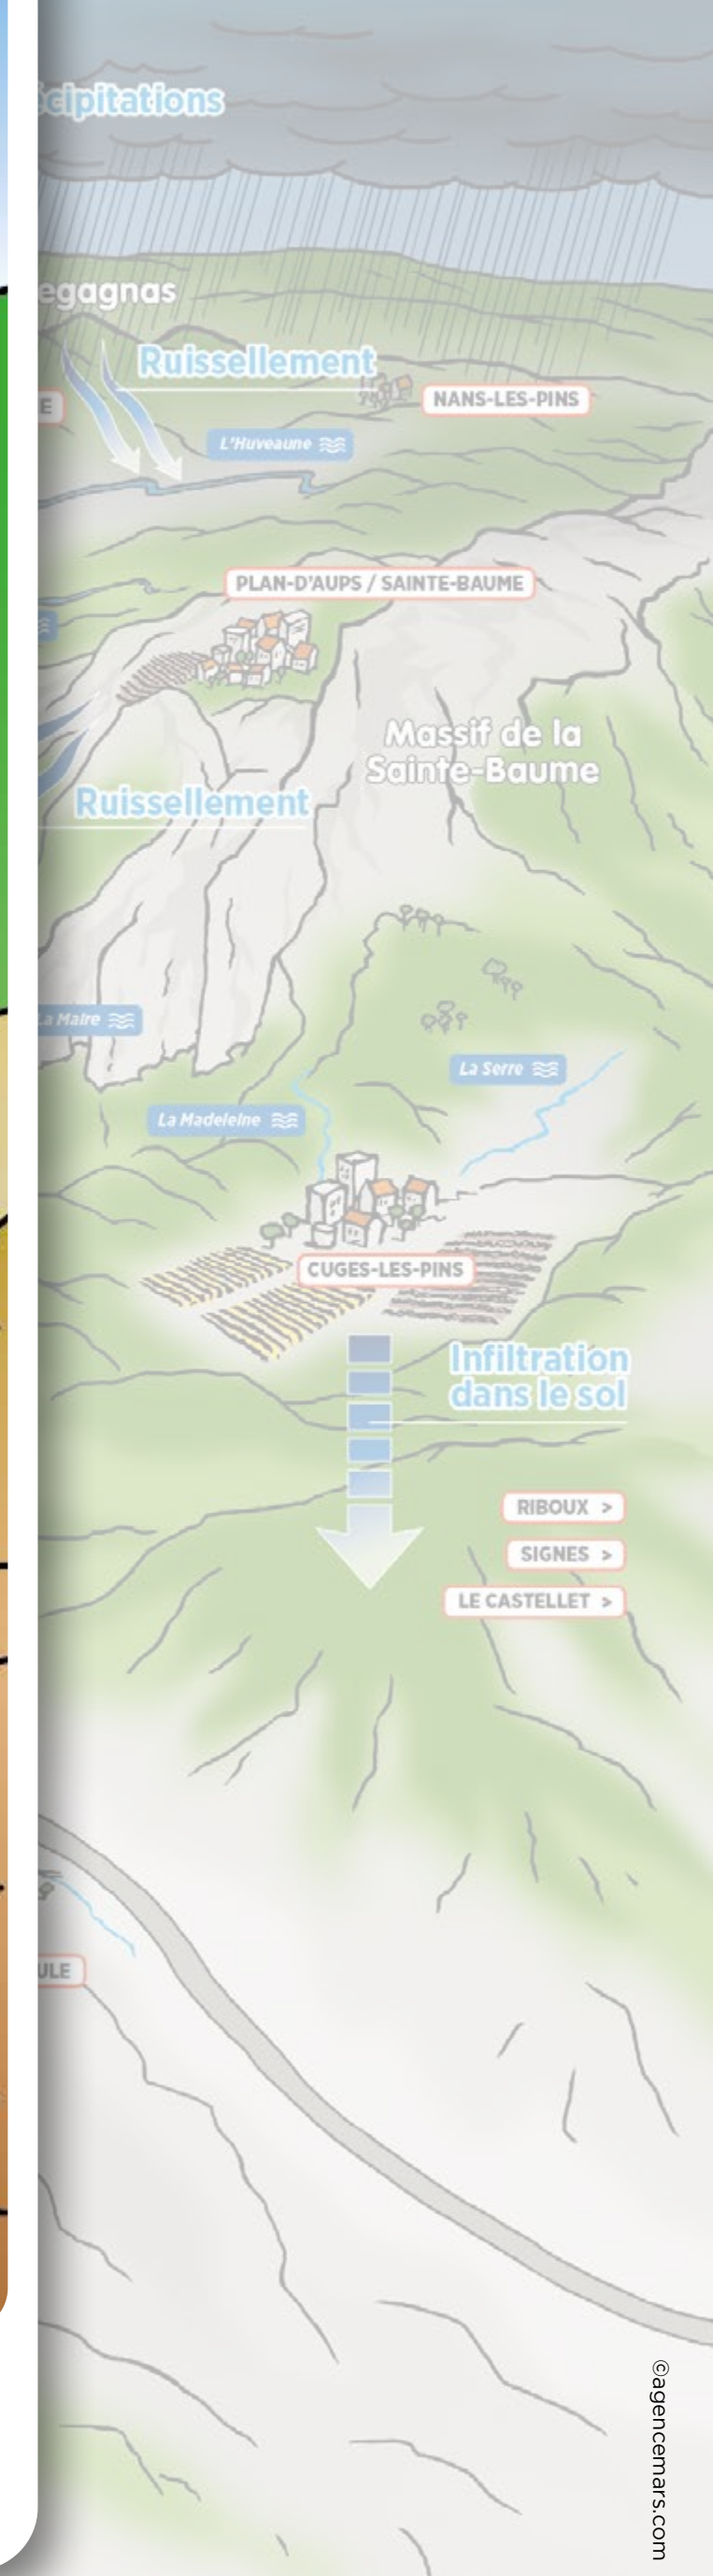 écipitations
egagnas
Ruissellement
E
NANS-LES-PINS
L'Huveaune
PLAN-D'AUPS / SAINTE-BAUME
Massif de la
Sainte-Baume
Ruissellement
La Maire
La Serre
La Madeleine
CUGES-LES-PINS
Infiltration
dans le sol
RIBOUX >
SIGNES >
LE CASTELLET >
ULE
©agencemars.com